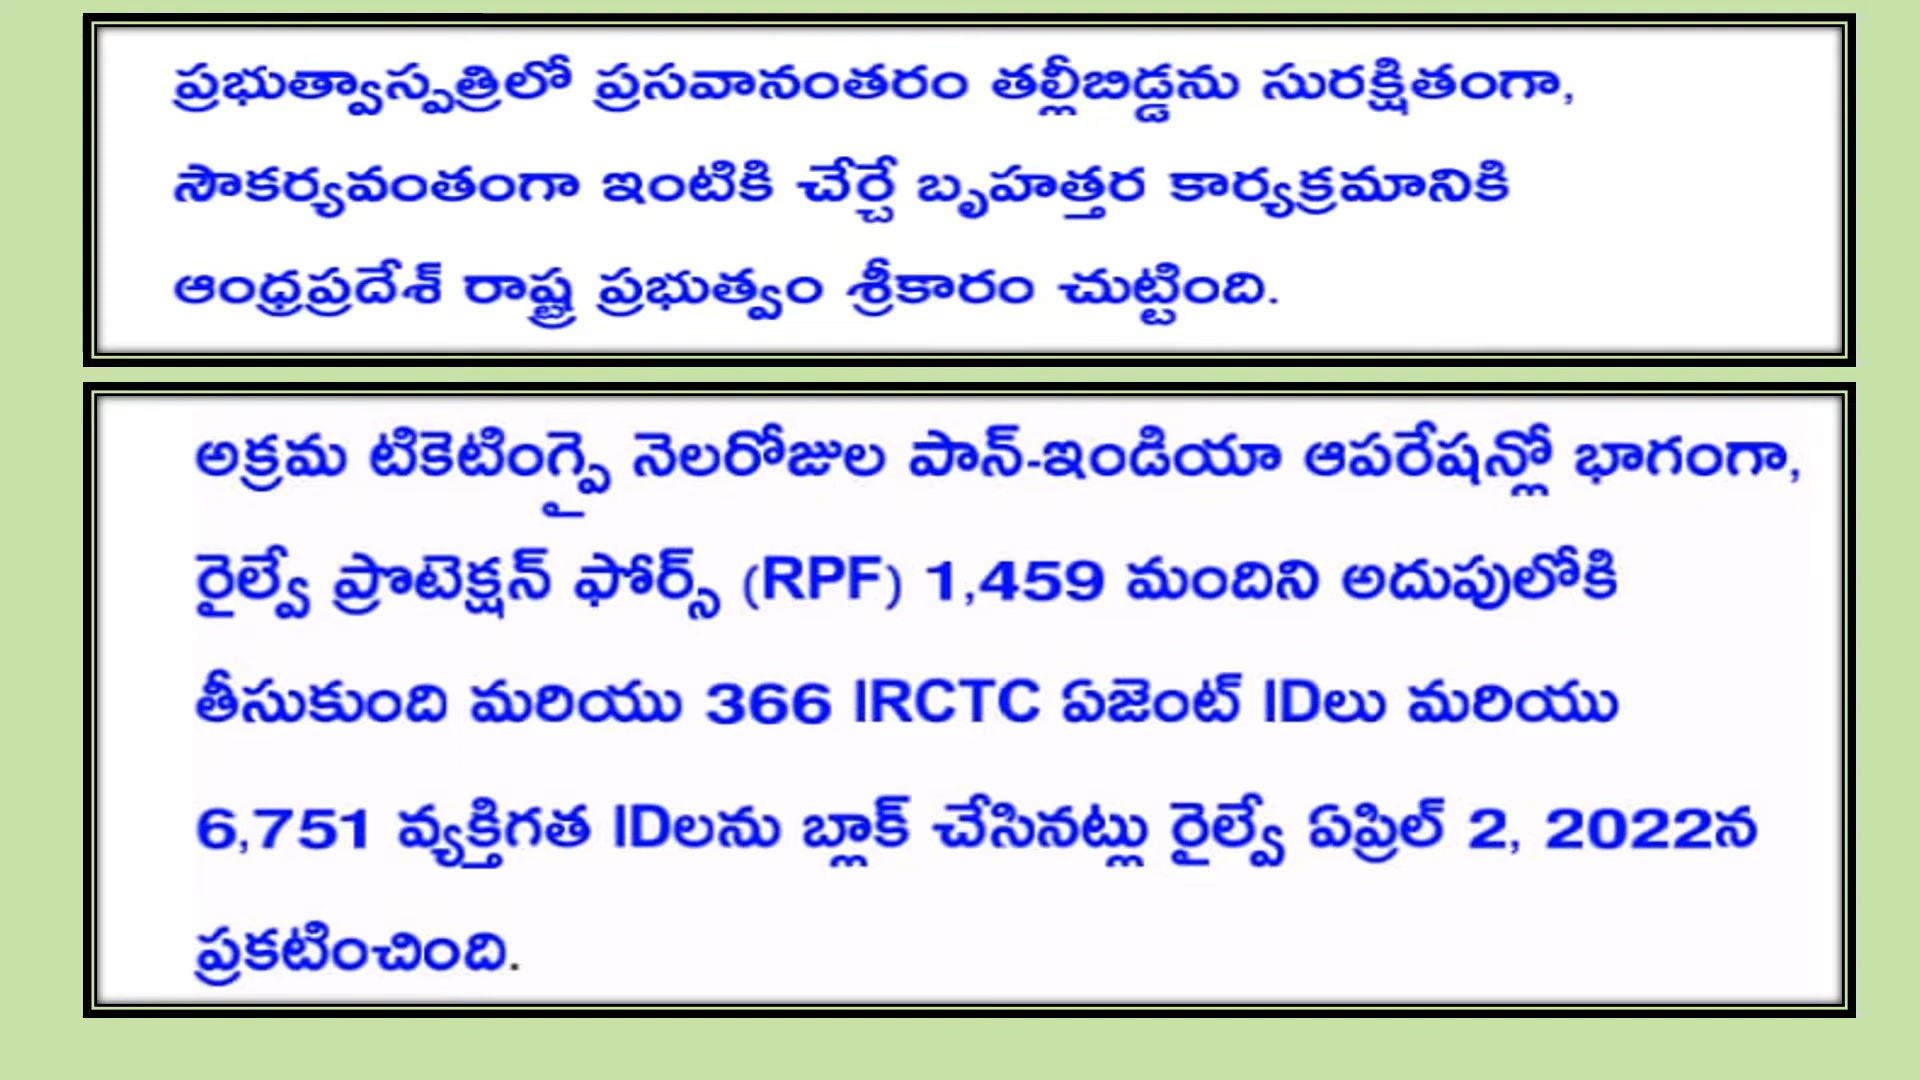 ప్రభుత్వాస్పత్రిలో ప్రసవానంతరం తల్లీబిడ్డను సురక్షితంగా,
సౌకర్యవంతంగా ఇంటికి చేర్చే బృహత్తర కార్యక్రమానికి
ఆంధ్రప్రదేశ్ రాష్ట్ర ప్రభుత్వం శ్రీకారం చుట్టింది.
అక్రమ టికెటింగ్పై నెలరోజుల పాన్-ఇండియా ఆపరేషన్లో భాగంగా,
రైల్వే ప్రొటెక్షన్ ఫోర్స్ (RPF) 1,459 మందిని అదుపులోకి
తీసుకుంది మరియు 366 IRCTC ఏజెంట్ IDలు మరియు
6,751 వ్యక్తిగత IDలను బ్లాక్ చేసినట్లు రైల్వే ఏప్రిల్ 2, 2022న
ప్రకటించింది.